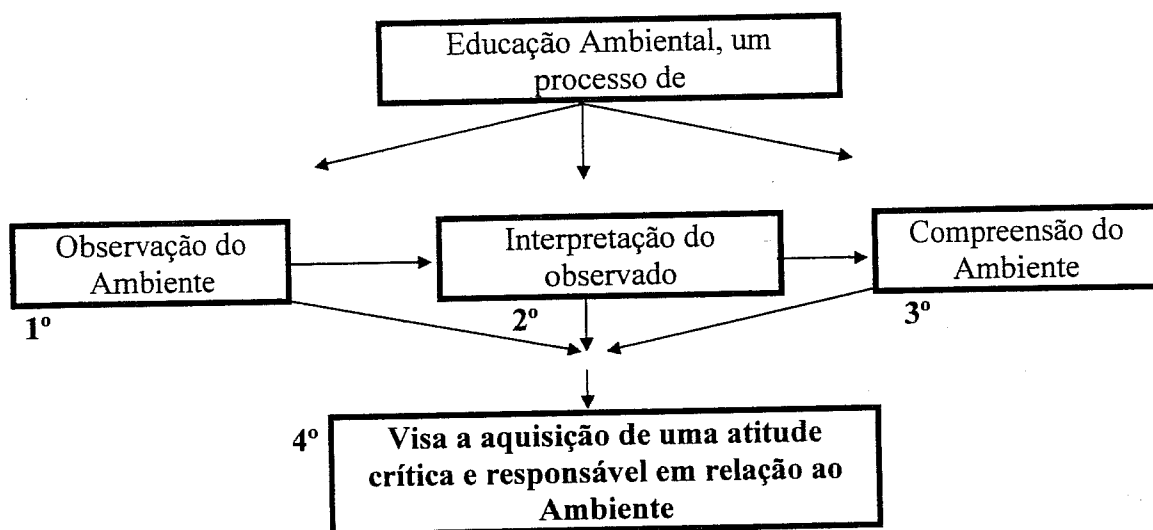 Educação Ambiental, um
processo de
Observação do
Ambiente
1º
Interpretação do
observado
2º
Compreensão do
Ambiente
3º
4º
Visa a aquisição de uma atitude
crítica e responsável em relação ao
Ambiente